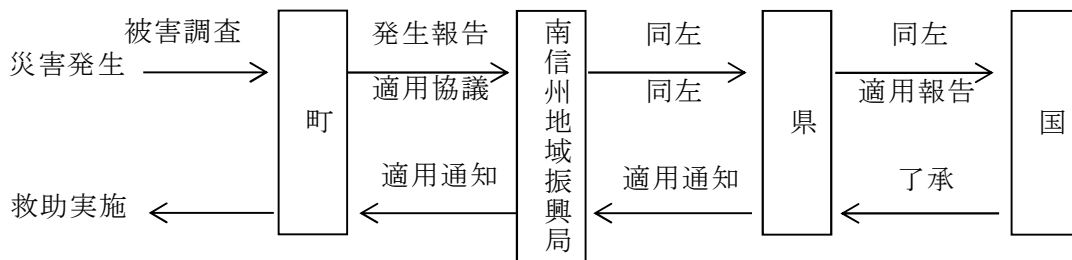 被害調査
発生報告
同左
同左
災害発生
適用協議
同左
適用報告
町
南信州地域振興局
県
国
適用通知
適用通知
了承
救助実施